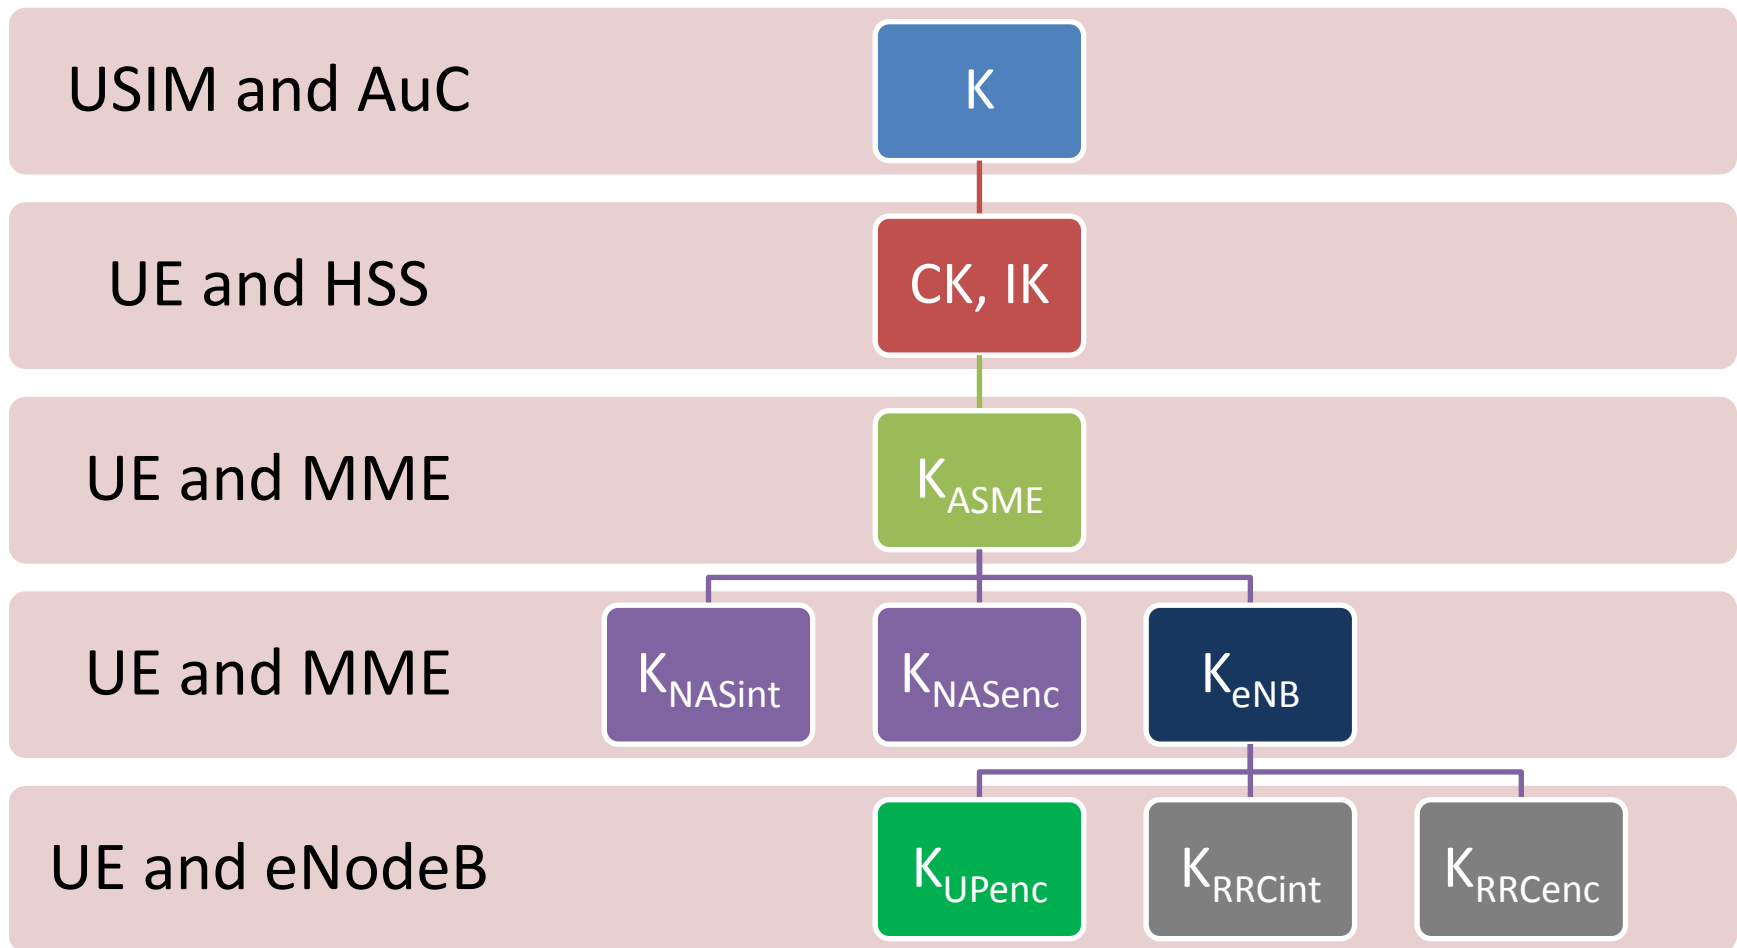 USIM and AuC
K
UE and HSS
CK, IK
UE and MME
KASME
UE and MME
KNASint
KNASenc
KeNB
UE and eNodeB
KUPenc
KRRCint
KRRCenc